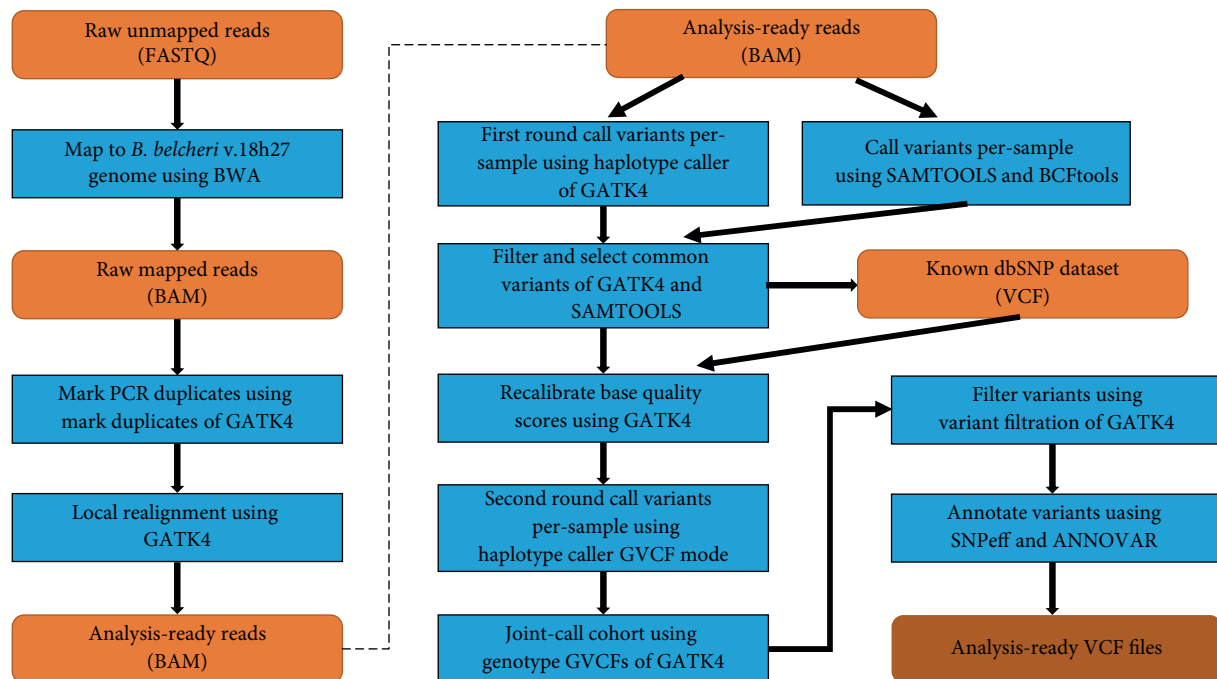 Raw unmapped reads
(FASTQ)
Map to B. belcheri v.18h27
genome using BWA
Raw mapped reads
(BAM)
Mark PCR duplicates using
mark duplicates of GATK4
Local realignment using
GATK4
Analysis-ready reads
(BAM)
Analysis-ready reads
(BAM)
First round call variants per-
sample using haplotype caller
of GATK4
Call variants per-sample
using SAMTOOLS and BCFtools
Filter and select common
variants of GATK4 and
SAMTOOLS
Known dbSNP dataset
(VCF)
Recalibrate base quality
scores using GATK4
Second round call variants
per-sample using
haplotype caller GVCF mode
Joint-call cohort using
genotype GVCFs of GATK4
Filter variants using
variant filtration of GATK4
Annotate variants uasing
SNPeff and ANNOVAR
Analysis-ready VCF files